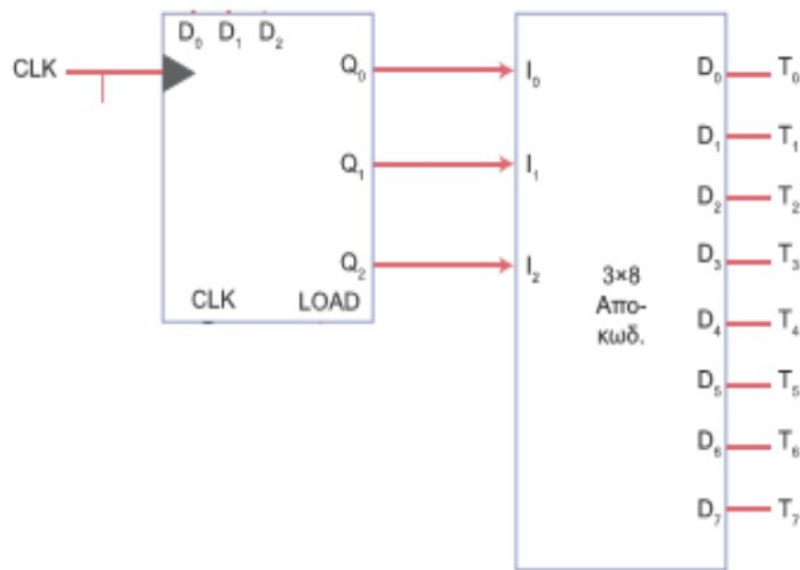 D₀ D₁ D₂
CLK
Q₀
Q₁
Q₂
CLK LOAD
I₀
I₁
I₂
3×8
Απο-
κωδ.
D₀ T₀
D₁ T₁
D₂ T₂
D₃ T₃
D₄ T₄
D₅ T₅
D₆ T₆
D₇ T₇